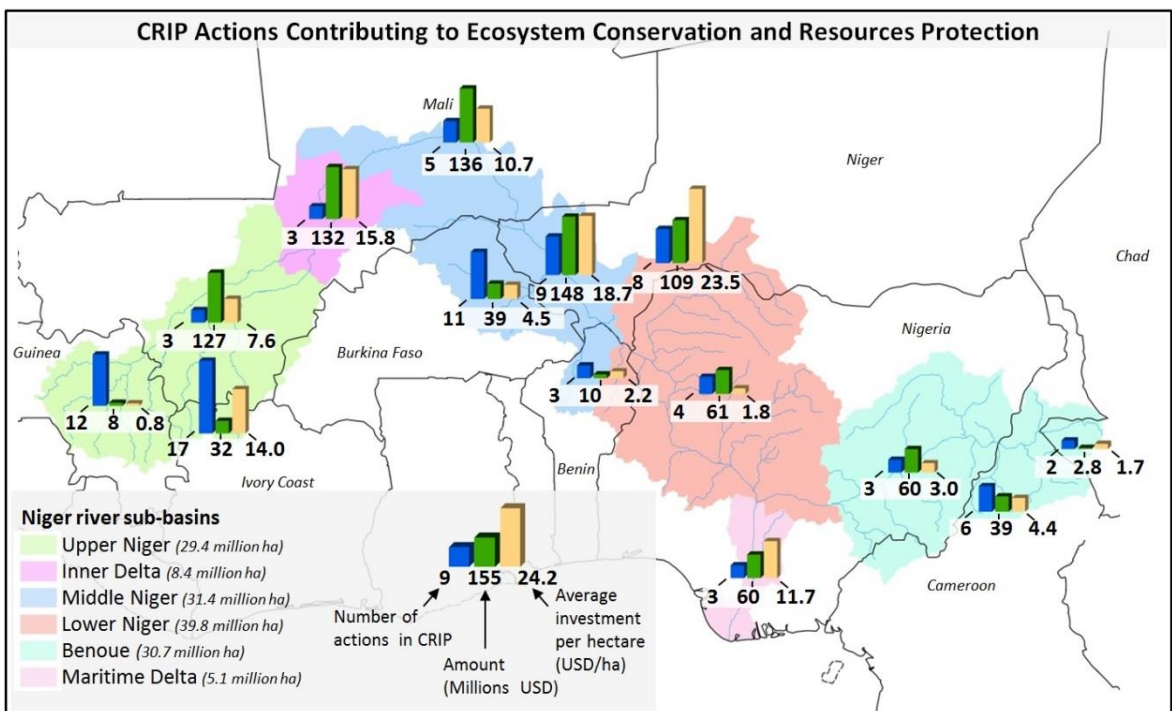 CRIP Actions Contributing to Ecosystem Conservation and Resources Protection
Mali
5 136 10.7
Niger
3 132 15.8
Chad
9 148 18.7
8 109 23.5
11 39 4.5
3 127 7.6
Nigeria
Guinea
Burkina Faso
3 10 2.2
4 61 1.8
12 8 0.8
17 32 14.0
2 2.8 1.7
Benin
3 60 3.0
Ivory Coast
6 39 4.4
Cameroon
3 60 11.7
Niger river sub-basins
Upper Niger (29.4 million ha)
Inner Delta (8.4 million ha)
Middle Niger (31.4 million ha)
Lower Niger (39.8 million ha)
Benoue (30.7 million ha)
Maritime Delta (5.1 million ha)
9 155 24.2
Number of
actions in CRIP
Amount
(Millions USD)
Average
investment
per hectare
(USD/ha)